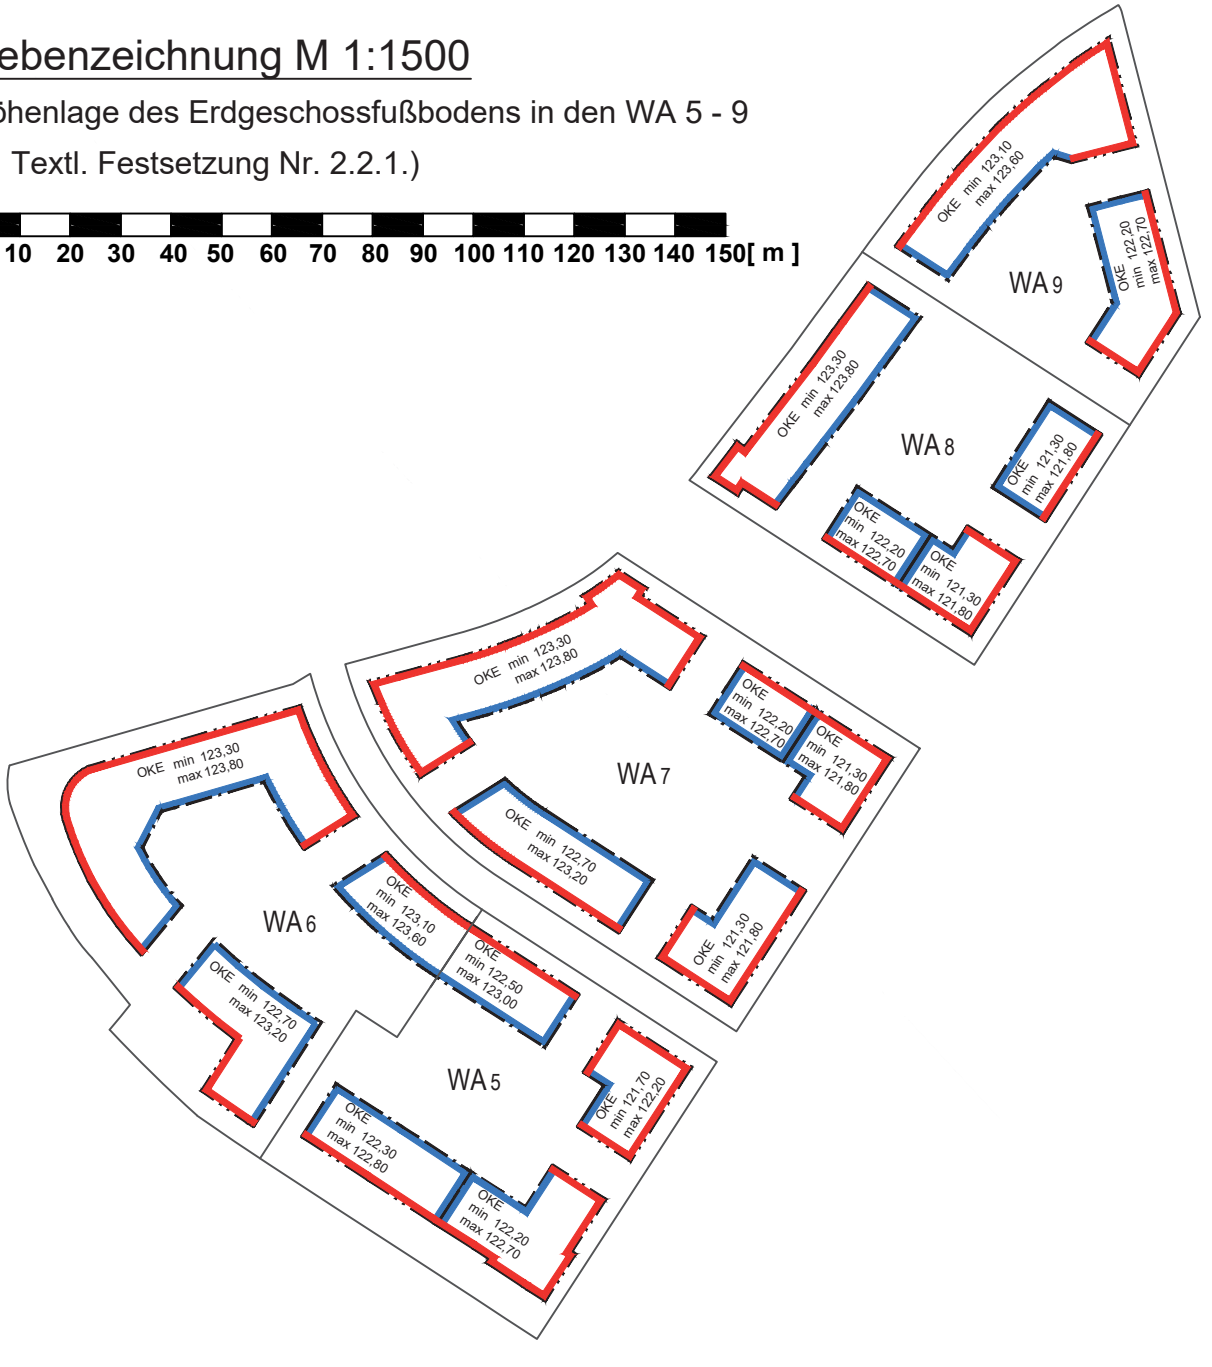 ebenzeichnung M 1:1500
öhenlage des Erdgeschossfußbodens in den WA 5 - 9
Textl. Festsetzung Nr. 2.2.1.)
10 20 30 40 50 60 70 80 90 100 110 120 130 140 150[ m ]
OKE min 123,10
max 123,60
OKE
min 122,20
max 122,70
WA 9
OKE min 123,30
max 123,80
WA 8
OKE
min 121,30
max 121,80
OKE
min 122,20
max 122,70
OKE
min 121,30
max 121,80
OKE min 123,30
max 123,80
OKE
min 122,20
max 122,70
OKE
min 121,30
max 121,80
WA 7
OKE min 122,70
max 123,20
OKE
min 121,30
max 121,80
OKE min 123,30
max 123,80
WA 6
OKE
min 123,10
max 123,60
OKE
min 122,50
max 123,00
OKE min 122,70
max 123,20
WA 5
OKE
min 121,70
max 122,20
OKE
min 122,30
max 122,80
OKE
min 122,20
max 122,70